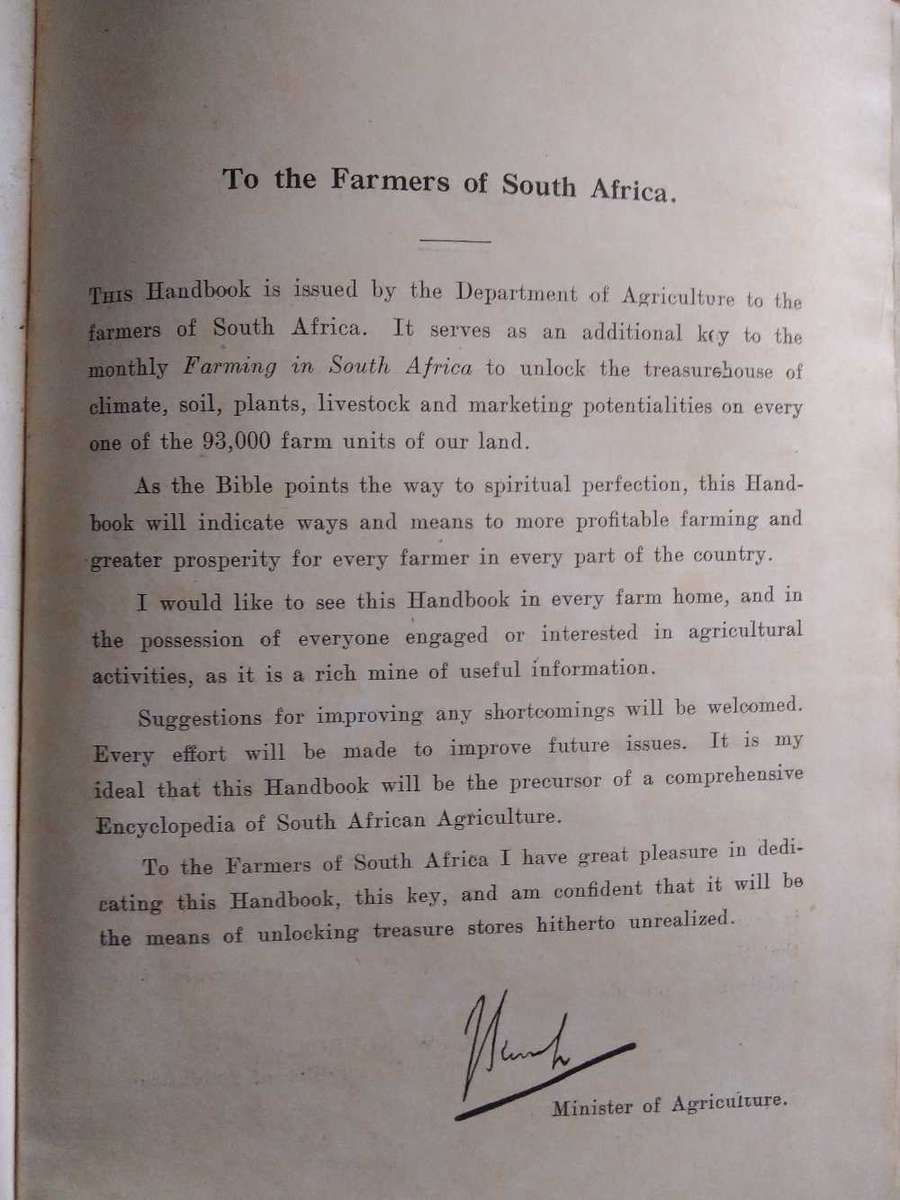 To the Farmers of South Africa.
THIS Handbook is issued by the Department of Agriculture to the
farmers of South Africa. It serves as an additional key to the
monthly Farming in South Africa to unlock the treasurehouse of
climate, soil, plants, livestock and marketing potentialities on every
one of the 93,000 farm units of our land.
As the Bible points the way to spiritual perfection, this Hand-
book will indicate ways and means to more profitable farming and
greater prosperity for every farmer in every part of the country.
I would like to see this Handbook in every farm home, and in
the possession of everyone engaged or interested in agricultural
activities, as it is a rich mine of useful information.
Suggestions for improving any shortcomings will be welcomed.
Every effort will be made to improve future issues. It is my
ideal that this Handbook will be the precursor of a comprehensive
Encyclopedia of South African Agriculture.
To the Farmers of South Africa I have great pleasure in dedi-
cating this Handbook, this key, and am confident that it will be
the means of unlocking treasure stores hitherto unrealized.
Minister of Agriculture.